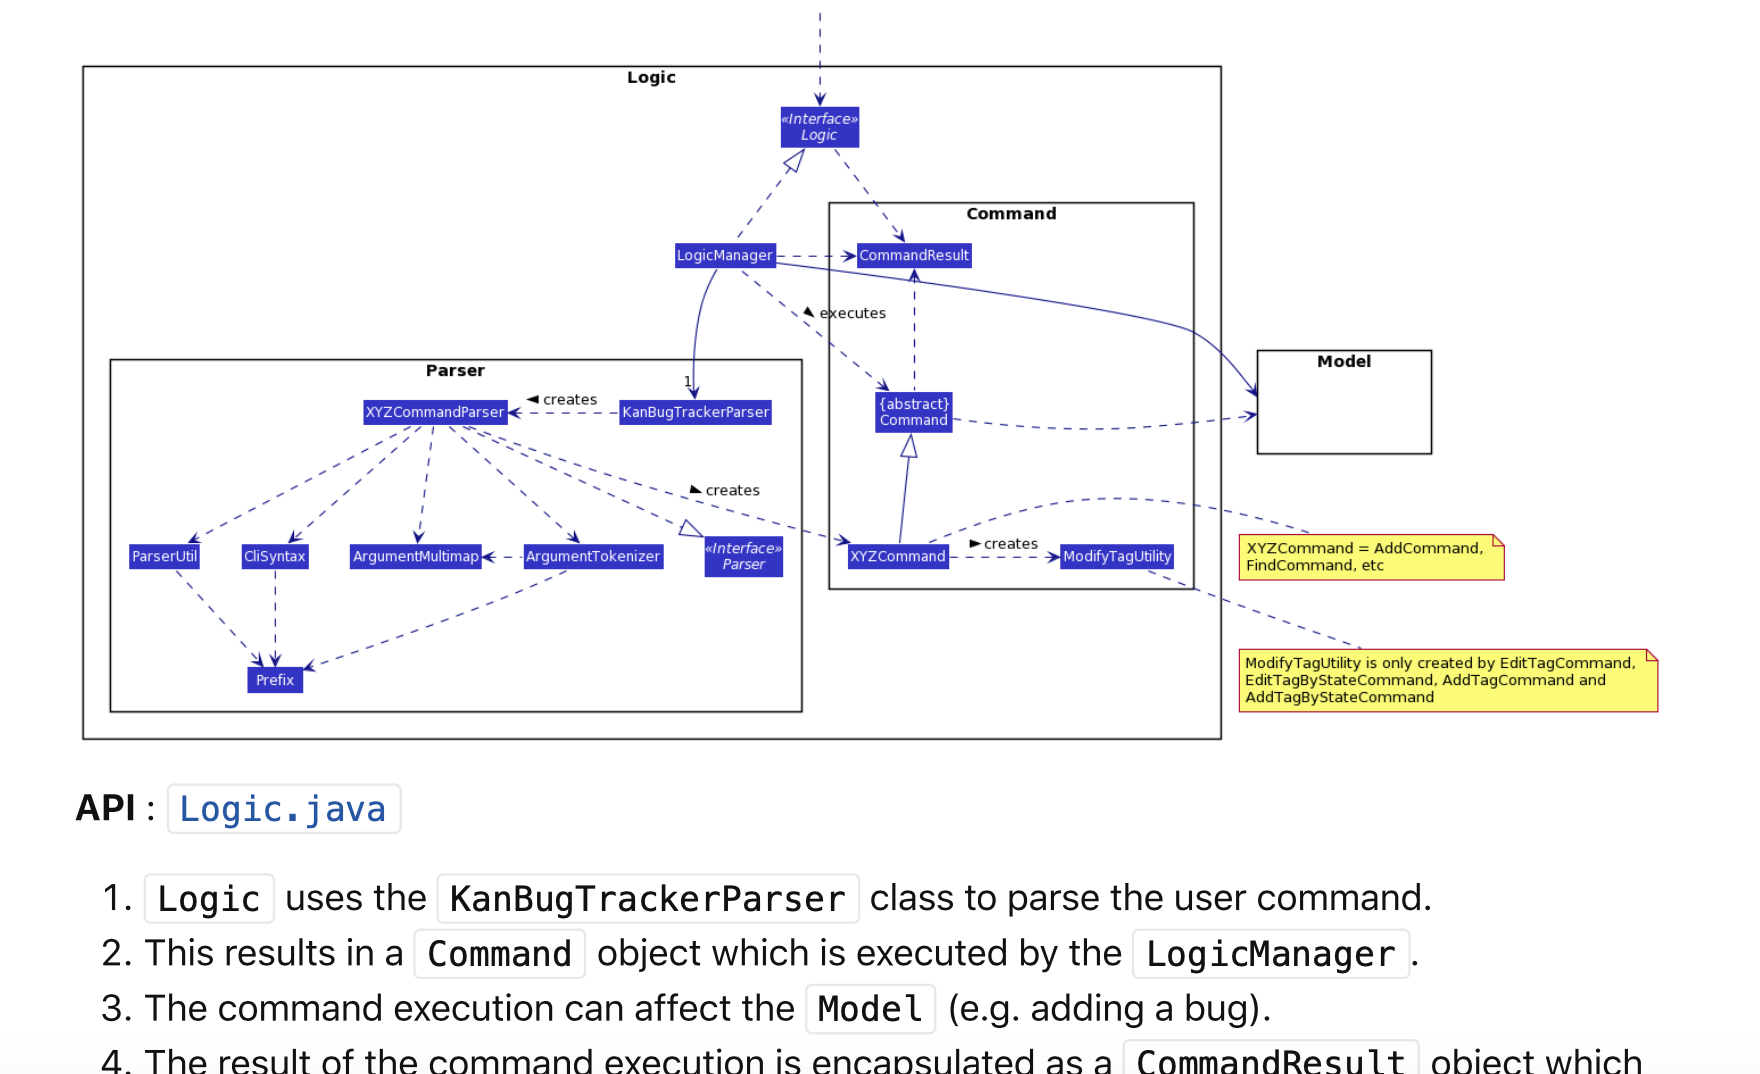 Logic
«Interface»
Logic
Command
LogicManager
CommandResult
executes
Model
Parser
1
creates
XYZCommandParser
KanBugTrackerParser
{abstract}
Command
creates
ParserUtil
CliSyntax
ArgumentMultimap
ArgumentTokenizer
«Interface»
Parser
XYZCommand
creates
ModifyTagUtility
XYZCommand = AddCommand,
FindCommand, etc
Prefix
ModifyTagUtility is only created by EditTagCommand,
EditTagByStateCommand, AddTagCommand and
AddTagByStateCommand
API : Logic.java
1. Logic uses the KanBugTrackerParser class to parse the user command.
2. This results in a Command object which is executed by the LogicManager.
3. The command execution can affect the Model (e.g. adding a bug).
4. The result of the command execution is encapsulated as a CommandResult object which